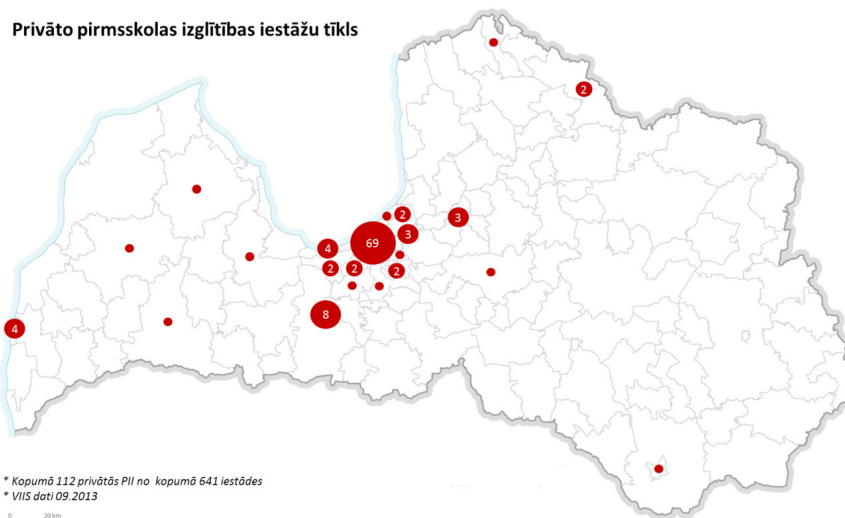 Privāto pirmsskolas izglītības iestāžu tīkls
2
2
3
3
69
4
2
2
2
8
4
* Kopumā 112 privātās PII no  kopumā 641 iestādes
* VIIS dati 09.2013
0 20 km